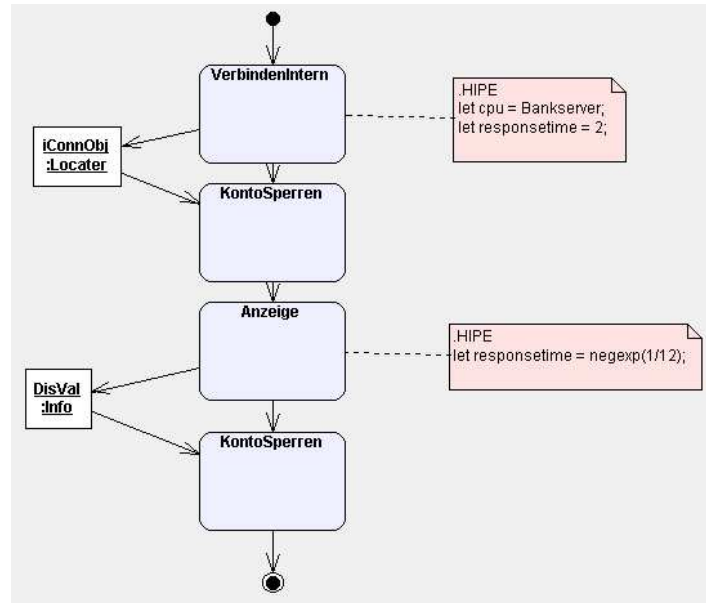 VerbindenIntern
.HIPE
let cpu = Bankserver;
let responsetime = 2;
iConnObj
:Locater
KontoSperren
Anzeige
.HIPE
let responsetime = negexp(1/12);
DisVal
:Info
KontoSperren